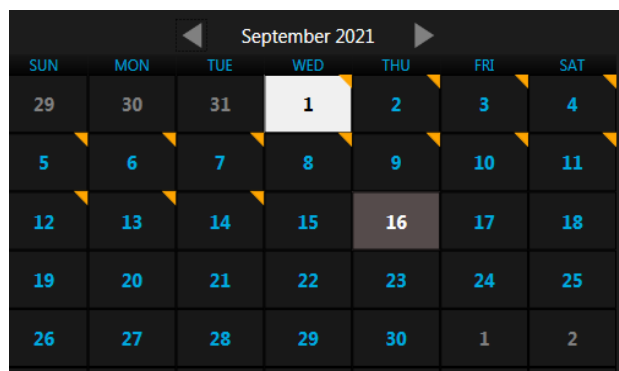 September 2021
SUN MON TUE WED THU FRI SAT
29 30 31 1 2 3 4
5 6 7 8 9 10 11
12 13 14 15 16 17 18
19 20 21 22 23 24 25
26 27 28 29 30 1 2